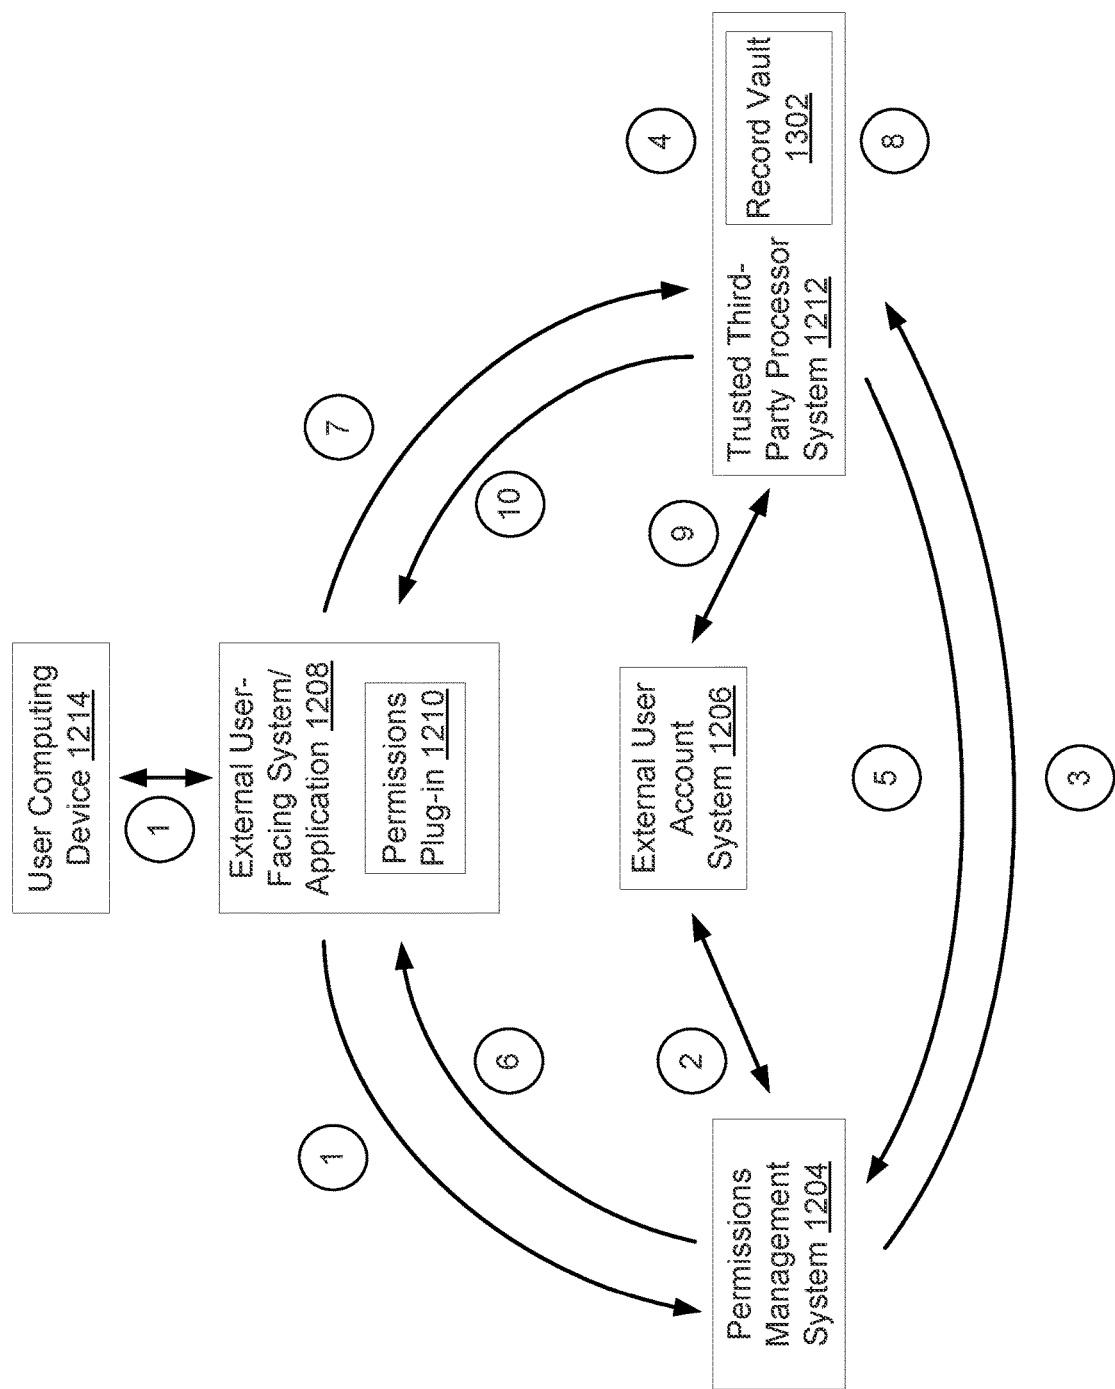 User Computing
Device 1214
1
External User-
Facing System/
Application 1208
Permissions
Plug-in 1210
1
6
7
10
Permissions
Management
System 1204
2
External User
Account
System 1206
9
Trusted Third-
Party Processor
System 1212
Record Vault
1302
4
8
5
3